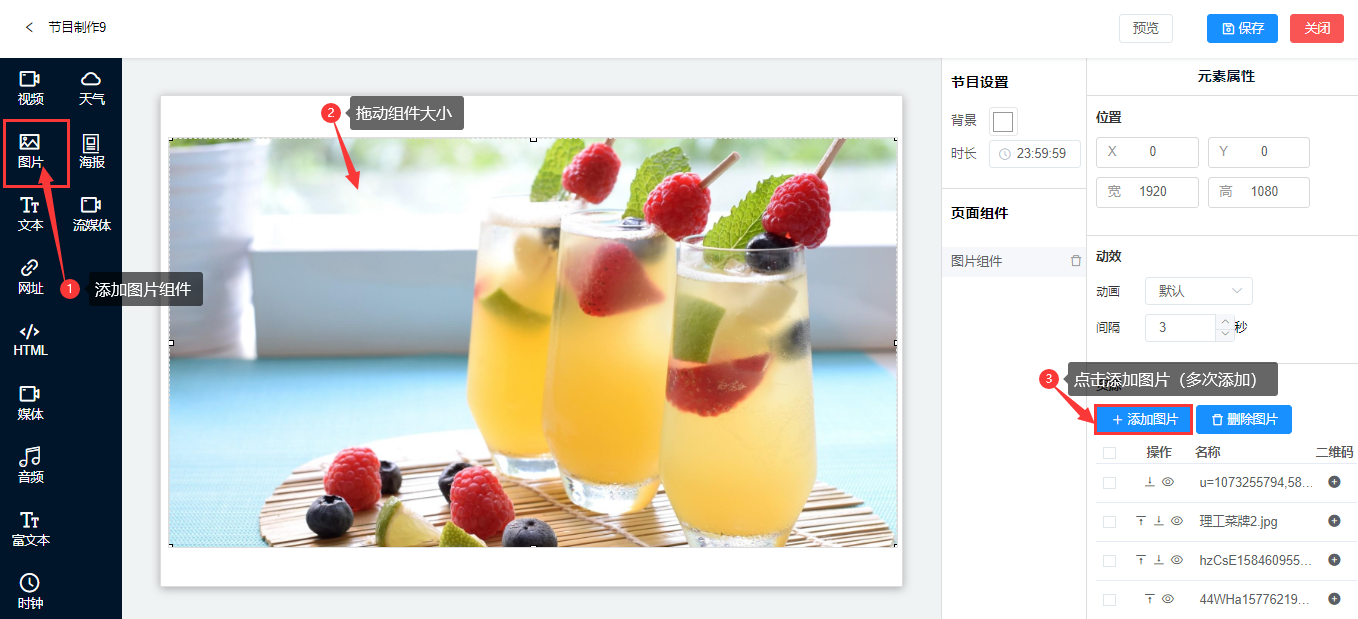 节目制作9
预览
保存
关闭
视频
天气
图片
海报
文本
流媒体
网址
HTML
媒体
音频
富文本
时钟
1
添加图片组件
2
拖动组件大小
节目设置
背景
时长
23:59:59
页面组件
图片组件
元素属性
位置
X 0
Y 0
宽 1920
高 1080
动效
动画
默认
间隔
3
秒
3
点击添加图片（多次添加）
添加图片
删除图片
操作 名称 二维码
u=1073255794,58...
理工菜牌2.jpg
hzCsE158460955...
44WHa15776219...